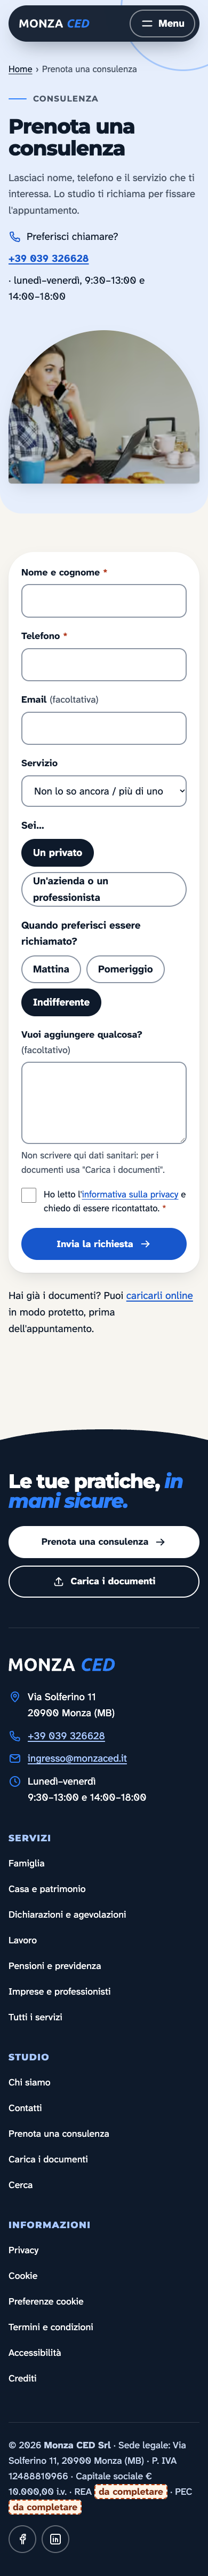 MONZA CED
Menu
Home › Prenota una consulenza
CONSULENZA
Prenota una
consulenza
Lasciaci nome, telefono e il servizio che ti
interessa. Lo studio ti richiama per fissare
l'appuntamento.
Preferisci chiamare?
+39 039 326628
· lunedì–venerdì, 9:30–13:00 e
14:00–18:00
Nome e cognome *
Telefono *
Email (facoltativa)
Servizio
Non lo so ancora / più di uno
Sei…
Un privato
Un'azienda o un
professionista
Quando preferisci essere
richiamato?
Mattina
Pomeriggio
Indifferente
Vuoi aggiungere qualcosa?
(facoltativo)
Non scrivere qui dati sanitari: per i
documenti usa "Carica i documenti".
Ho letto l'informativa sulla privacy e
chiedo di essere ricontattato. *
Invia la richiesta →
Hai già i documenti? Puoi caricarli online
in modo protetto, prima
dell'appuntamento.
Le tue pratiche, in
mani sicure.
Prenota una consulenza →
Carica i documenti
MONZA CED
Via Solferino 11
20900 Monza (MB)
+39 039 326628
ingresso@monzaced.it
Lunedì–venerdì
9:30–13:00 e 14:00–18:00
SERVIZI
Famiglia
Casa e patrimonio
Dichiarazioni e agevolazioni
Lavoro
Pensioni e previdenza
Imprese e professionisti
Tutti i servizi
STUDIO
Chi siamo
Contatti
Prenota una consulenza
Carica i documenti
Cerca
INFORMAZIONI
Privacy
Cookie
Preferenze cookie
Termini e condizioni
Accessibilità
Crediti
© 2026 Monza CED Srl · Sede legale: Via
Solferino 11, 20900 Monza (MB) · P. IVA
12488810966 · Capitale sociale €
10.000,00 i.v. · REA da completare · PEC
da completare